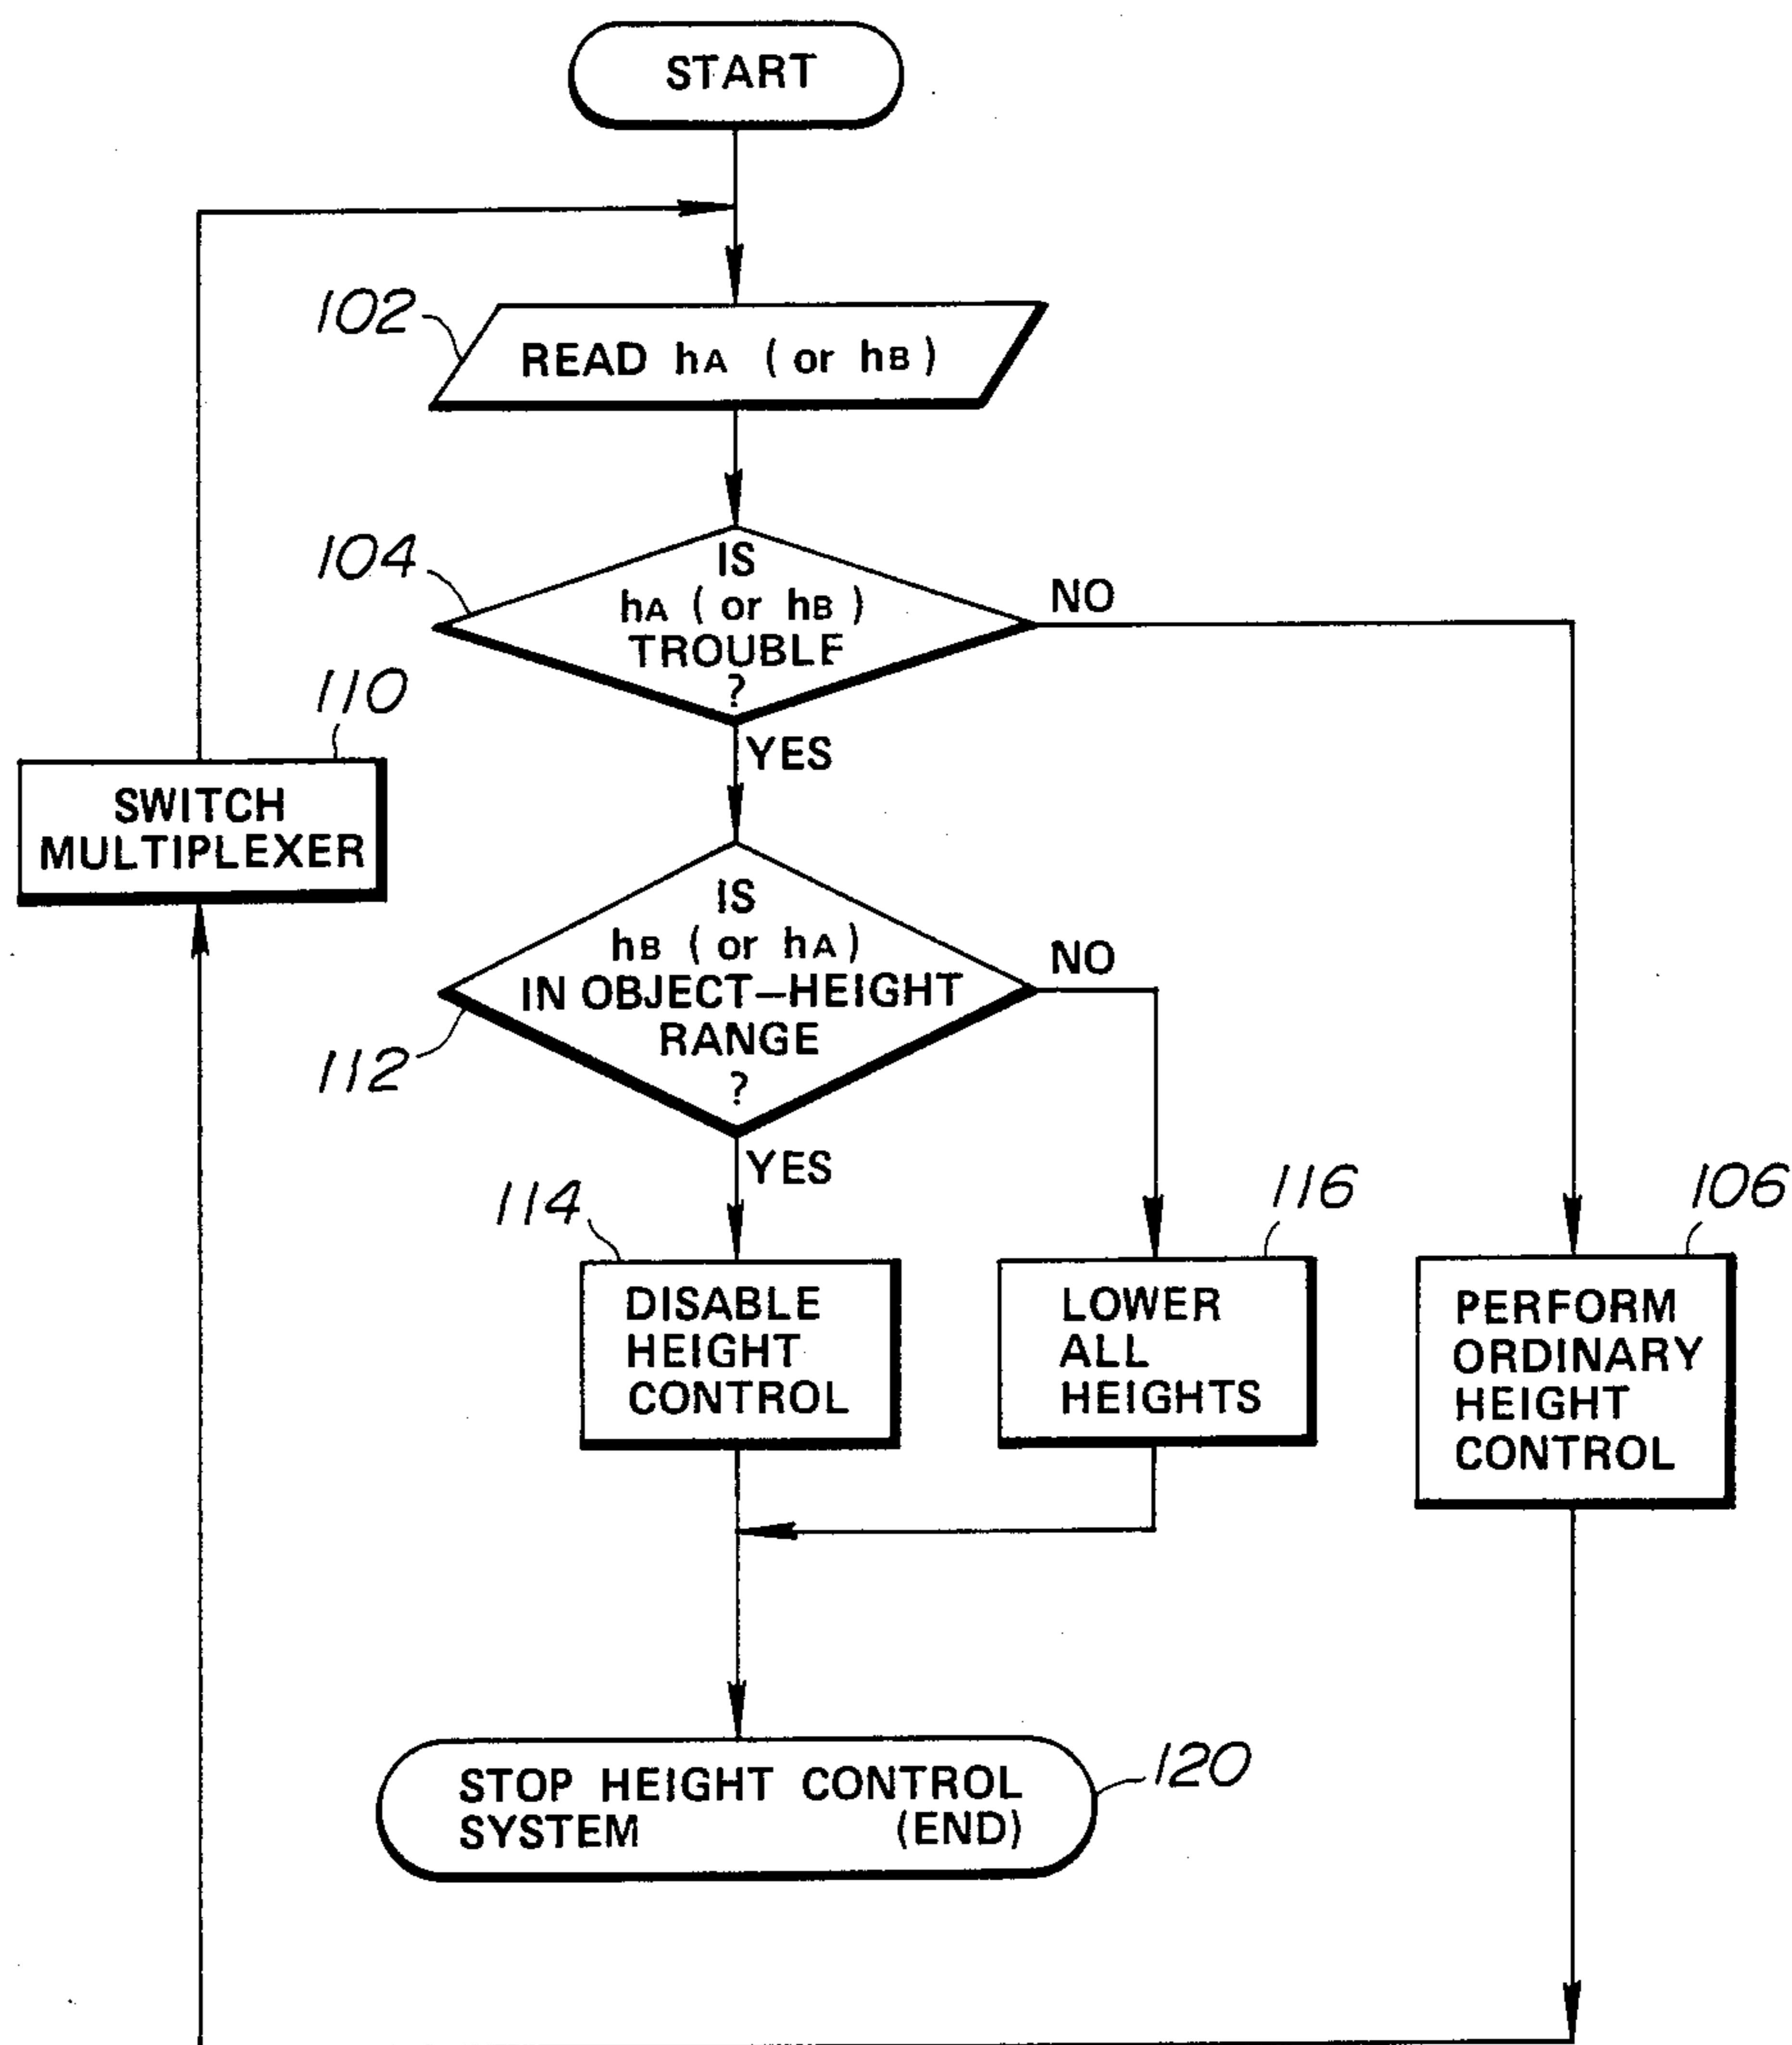 START
102
READ hA ( or hB )
104
IS
hA ( or hB )
TROUBLE
?
NO
YES
110
SWITCH
MULTIPLEXER
IS
hB ( or hA )
IN OBJECT-HEIGHT
RANGE
?
NO
112
YES
114
DISABLE
HEIGHT
CONTROL
116
LOWER
ALL
HEIGHTS
106
PERFORM
ORDINARY
HEIGHT
CONTROL
STOP HEIGHT CONTROL
SYSTEM (END)
120